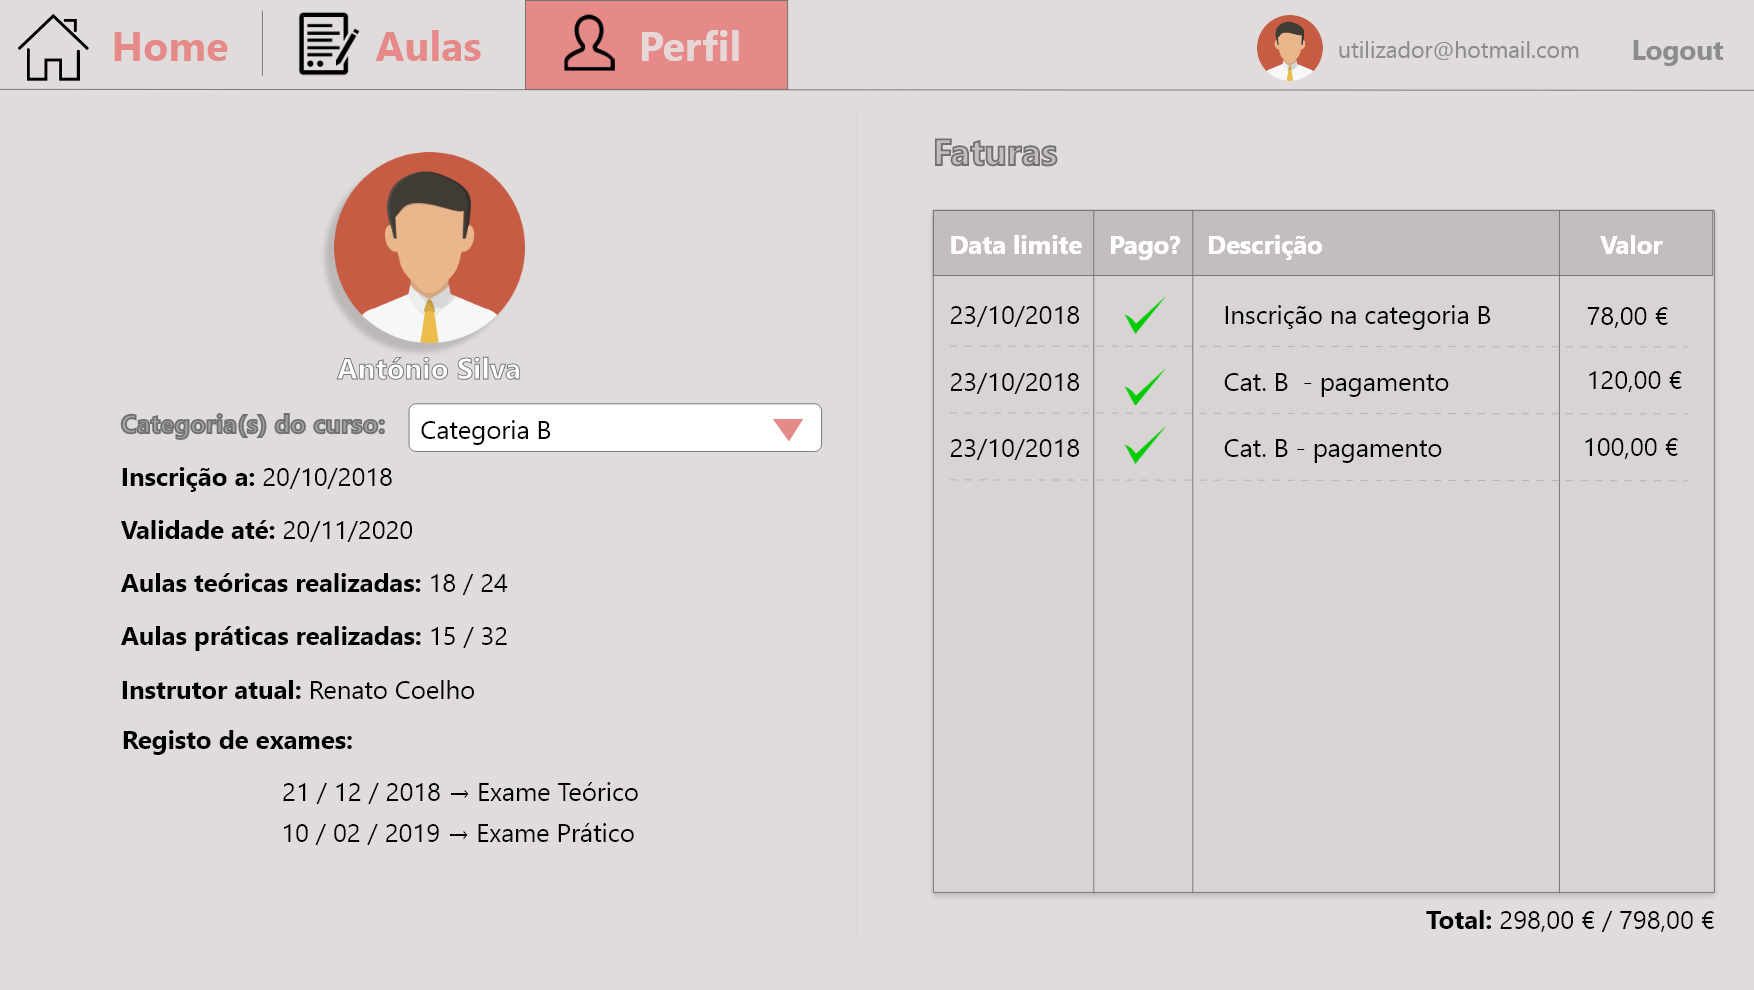 Home
Aulas
Perfil
utilizador@hotmail.com
Logout
António Silva
Categoria(s) do curso: Categoria B
Inscrição a: 20/10/2018
Validade até: 20/11/2020
Aulas teóricas realizadas: 18 / 24
Aulas práticas realizadas: 15 / 32
Instrutor atual: Renato Coelho
Registo de exames:
21 / 12 / 2018 → Exame Teórico
10 / 02 / 2019 → Exame Prático
Faturas
Data limite Pago? Descrição Valor
23/10/2018 Inscrição na categoria B 78,00 €
23/10/2018 Cat. B - pagamento 120,00 €
23/10/2018 Cat. B - pagamento 100,00 €
Total: 298,00 € / 798,00 €